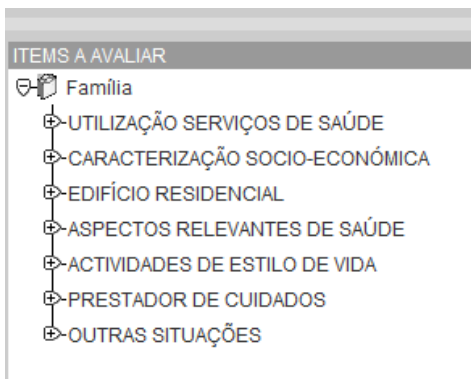 ITEMS A AVALIAR
Família
UTILIZAÇÃO SERVIÇOS DE SAÚDE
CARACTERIZAÇÃO SOCIO-ECONÓMICA
EDIFÍCIO RESIDENCIAL
ASPECTOS RELEVANTES DE SAÚDE
ACTIVIDADES DE ESTILO DE VIDA
PRESTADOR DE CUIDADOS
OUTRAS SITUAÇÕES